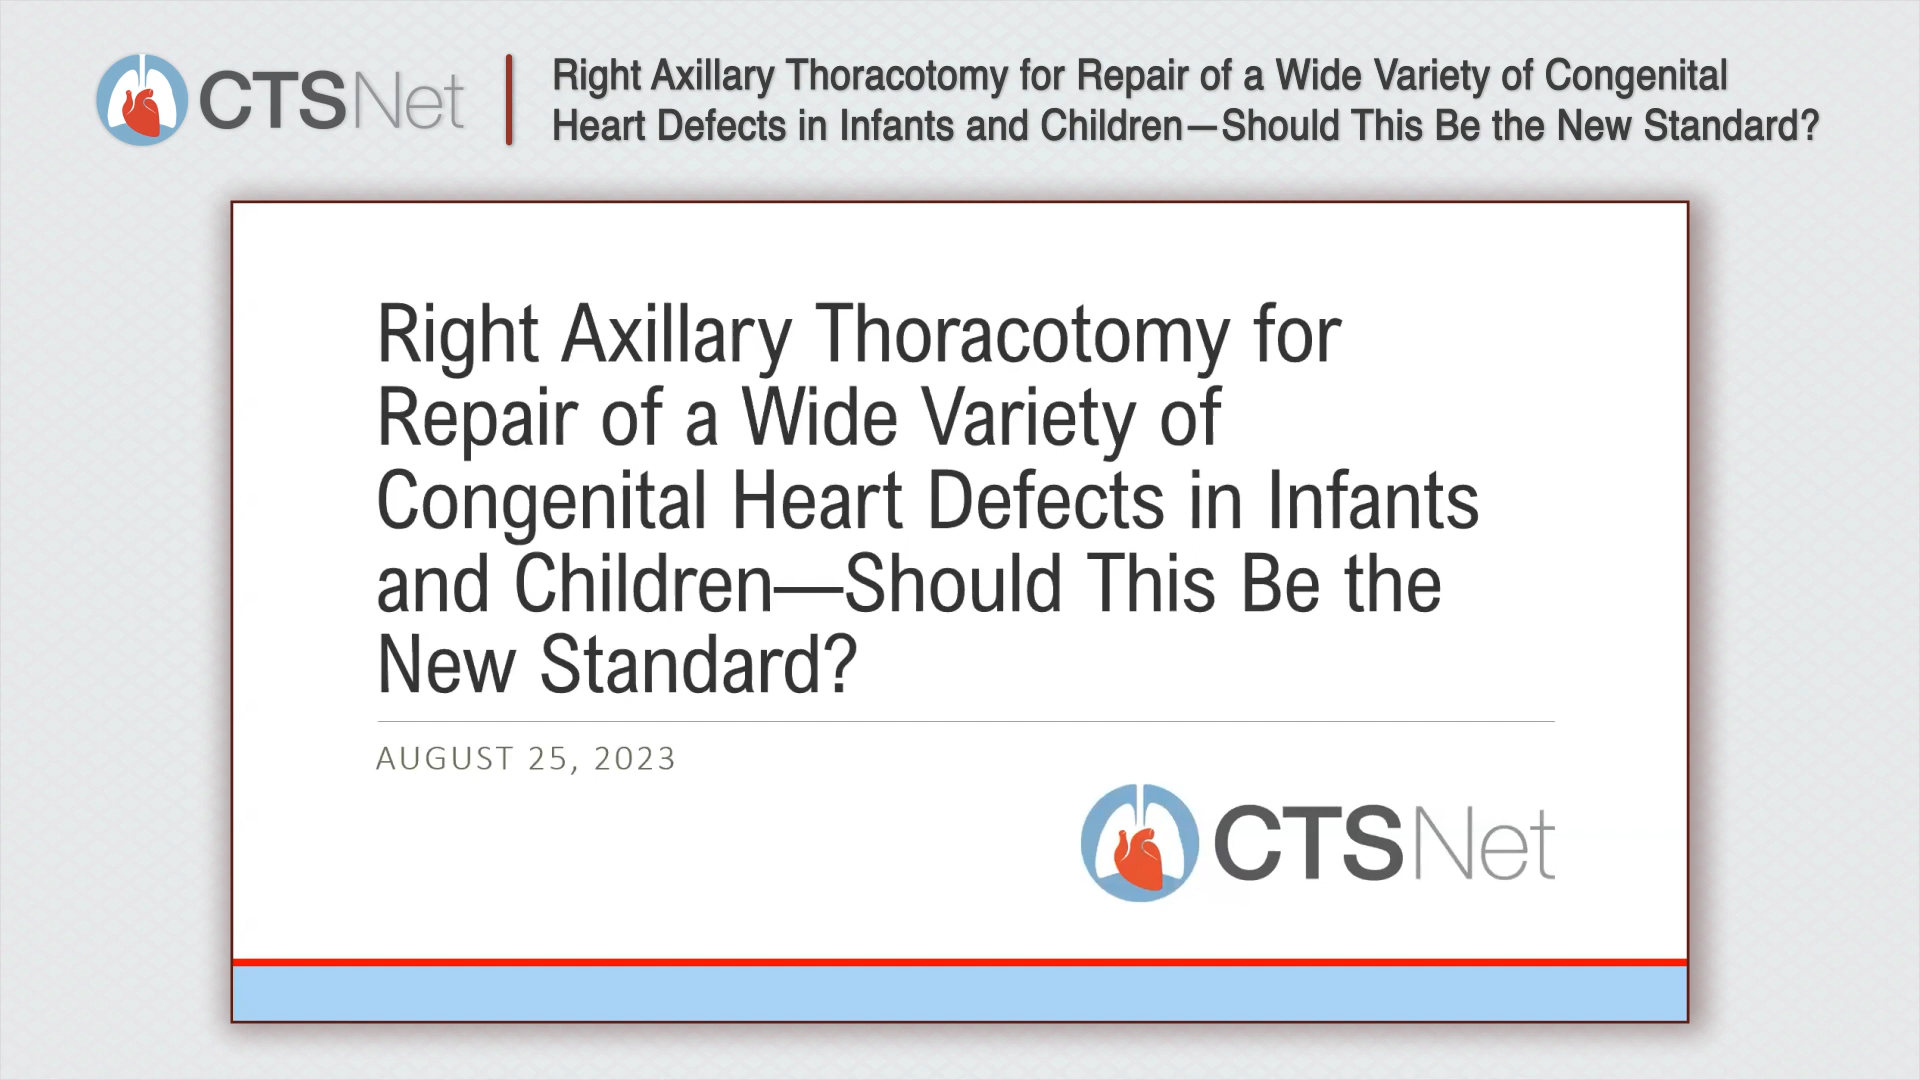 CTSNet
Right Axillary Thoracotomy for Repair of a Wide Variety of Congenital
Heart Defects in Infants and Children—Should This Be the New Standard?
Right Axillary Thoracotomy for
Repair of a Wide Variety of
Congenital Heart Defects in Infants
and Children—Should This Be the
New Standard?
AUGUST 25, 2023
CTSNet